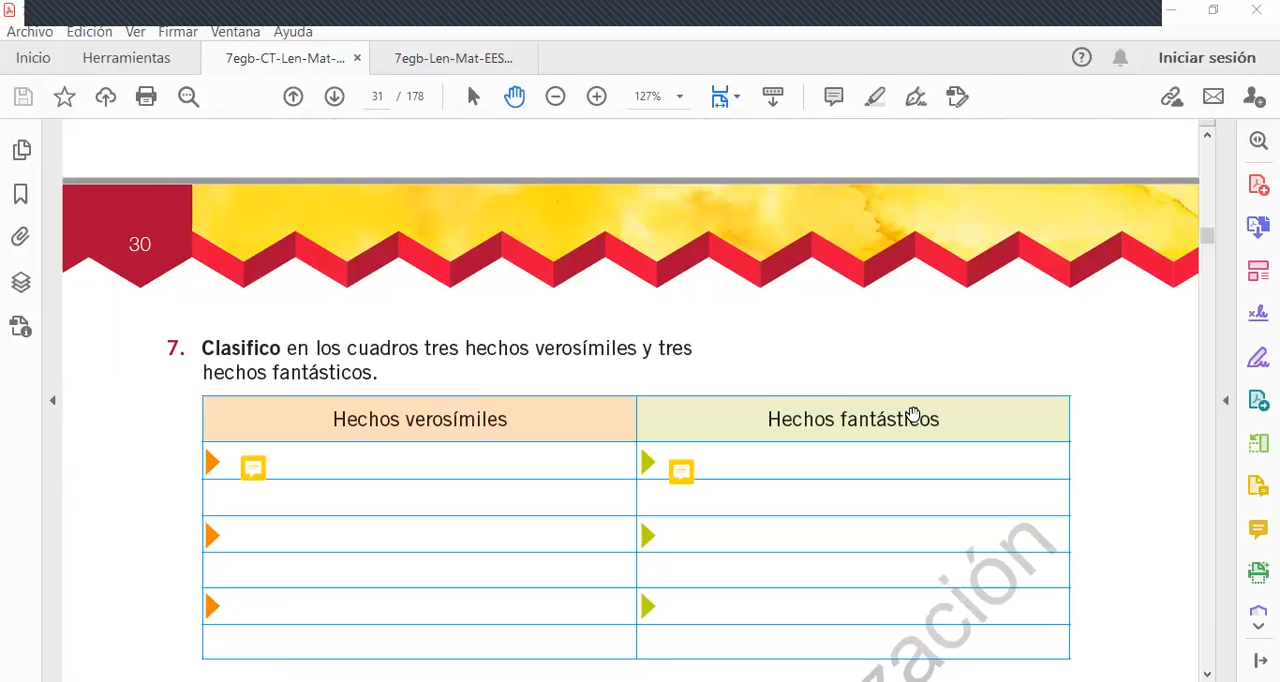 Archivo Edición Ver Firmar Ventana Ayuda
Inicio Herramientas 7egb-CT-Len-Mat-... × 7egb-Len-Mat-EES... Iniciar sesión
31 / 178 127%
30
7. Clasifico en los cuadros tres hechos verosímiles y tres
hechos fantásticos.
Hechos verosímiles Hechos fantásticos
zación